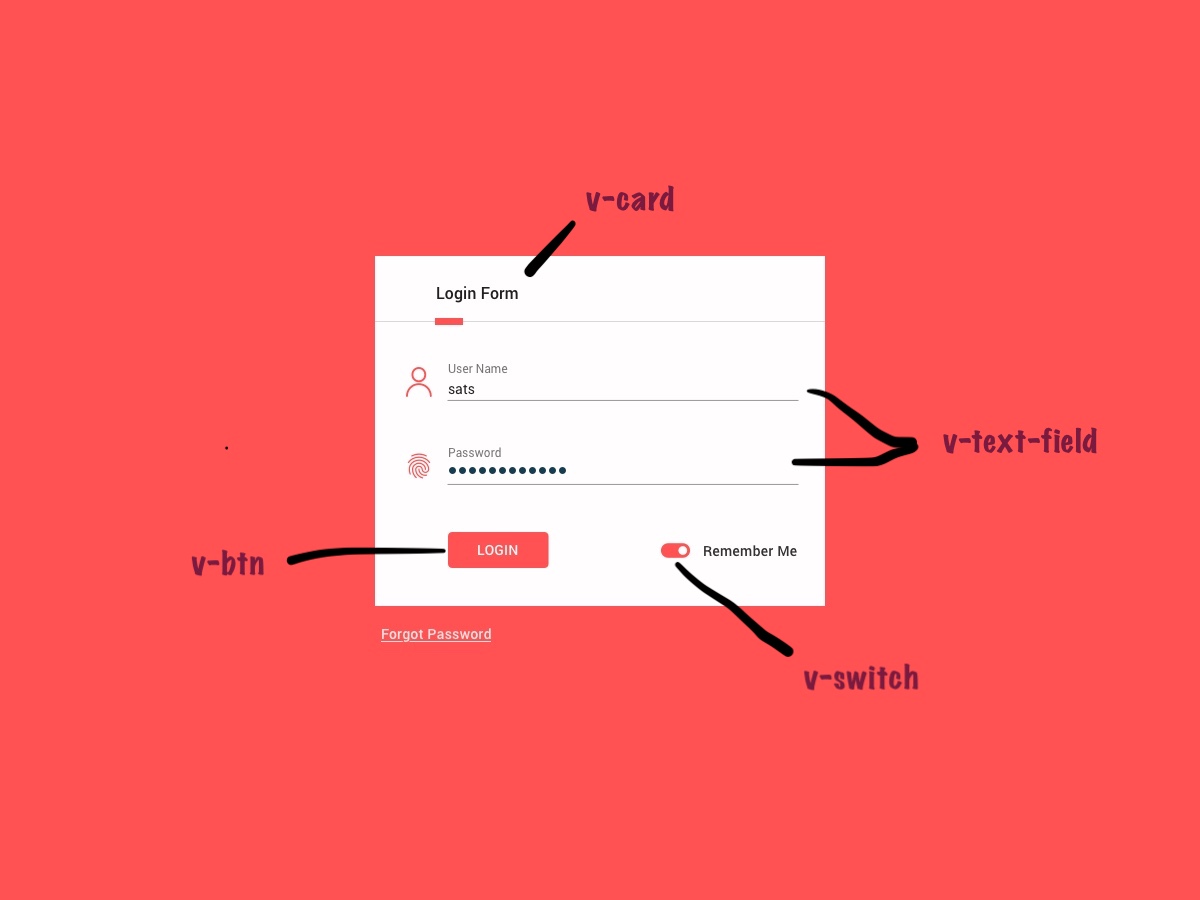 v-card
Login Form
User Name
sats
v-text-field
Password
v-btn
LOGIN
Remember Me
Forgot Password
v-switch